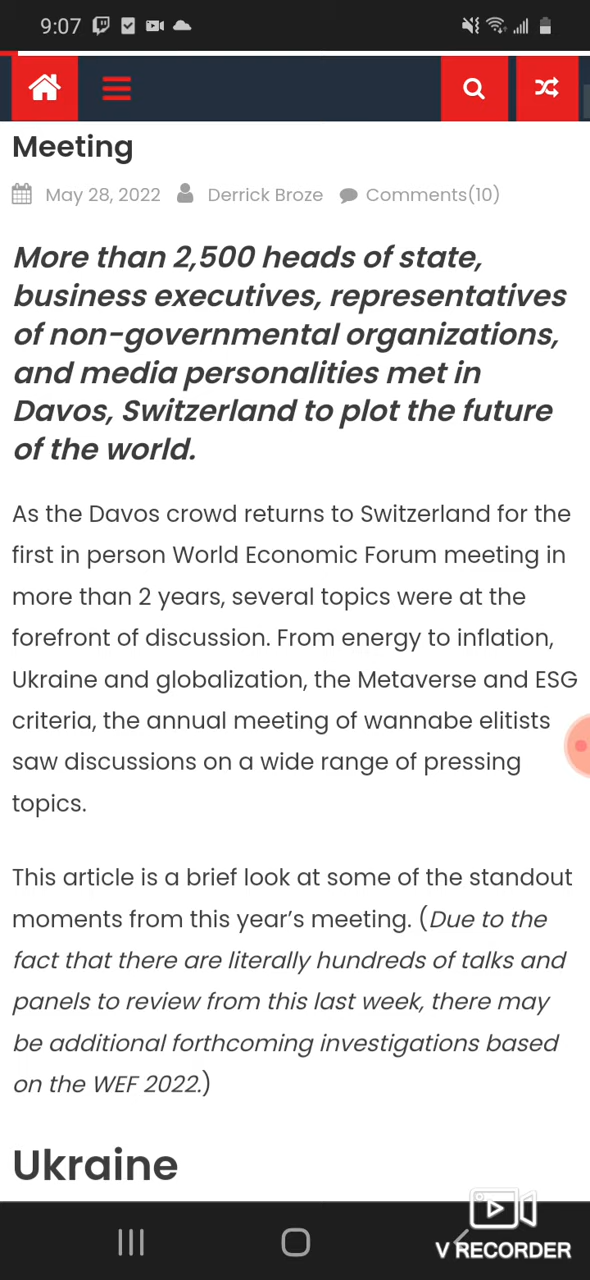 9:07
Meeting
May 28, 2022 Derrick Broze Comments(10)
More than 2,500 heads of state,
business executives, representatives
of non-governmental organizations,
and media personalities met in
Davos, Switzerland to plot the future
of the world.
As the Davos crowd returns to Switzerland for the
first in person World Economic Forum meeting in
more than 2 years, several topics were at the
forefront of discussion. From energy to inflation,
Ukraine and globalization, the Metaverse and ESG
criteria, the annual meeting of wannabe elitists
saw discussions on a wide range of pressing
topics.
This article is a brief look at some of the standout
moments from this year’s meeting. (Due to the
fact that there are literally hundreds of talks and
panels to review from this last week, there may
be additional forthcoming investigations based
on the WEF 2022.)
Ukraine
V RECORDER